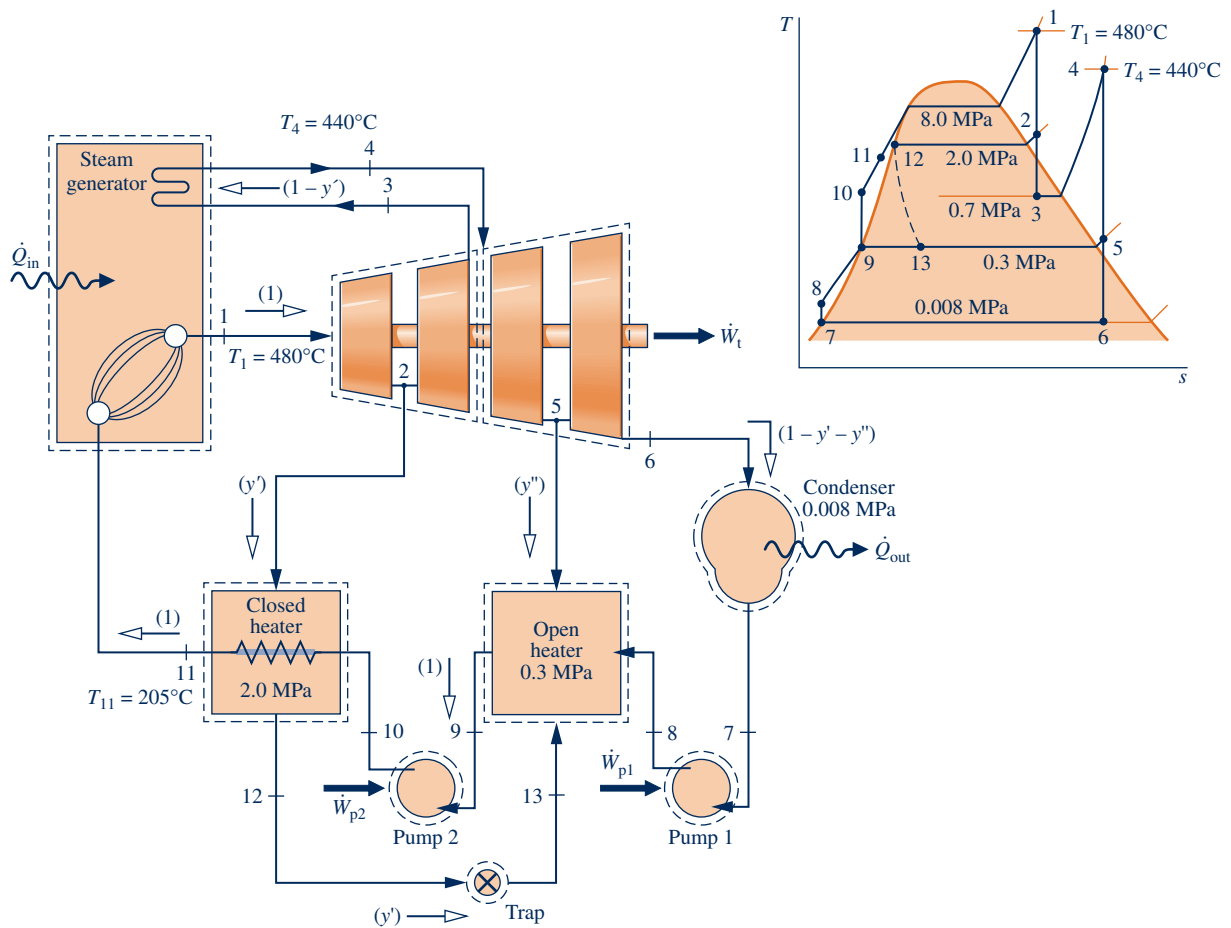 T
1
T₁ = 480°C
4
T₄ = 440°C
8.0 MPa
2
11
12
2.0 MPa
10
0.7 MPa
3
9
13
0.3 MPa
5
8
0.008 MPa
7
6
s
T₄ = 440°C
4
Steam
generator
(1 – y′)
3
Q̇in
(1)
1
T₁ = 480°C
Ẇt
2
5
6
(1 – y' – y")
(y′)
(y")
Condenser
0.008 MPa
Q̇out
Closed
heater
2.0 MPa
(1)
11
T₁₁ = 205°C
Open
heater
0.3 MPa
(1)
10
9
8
7
12
Ẇp2
13
Ẇp1
Pump 2
Pump 1
(y')
Trap